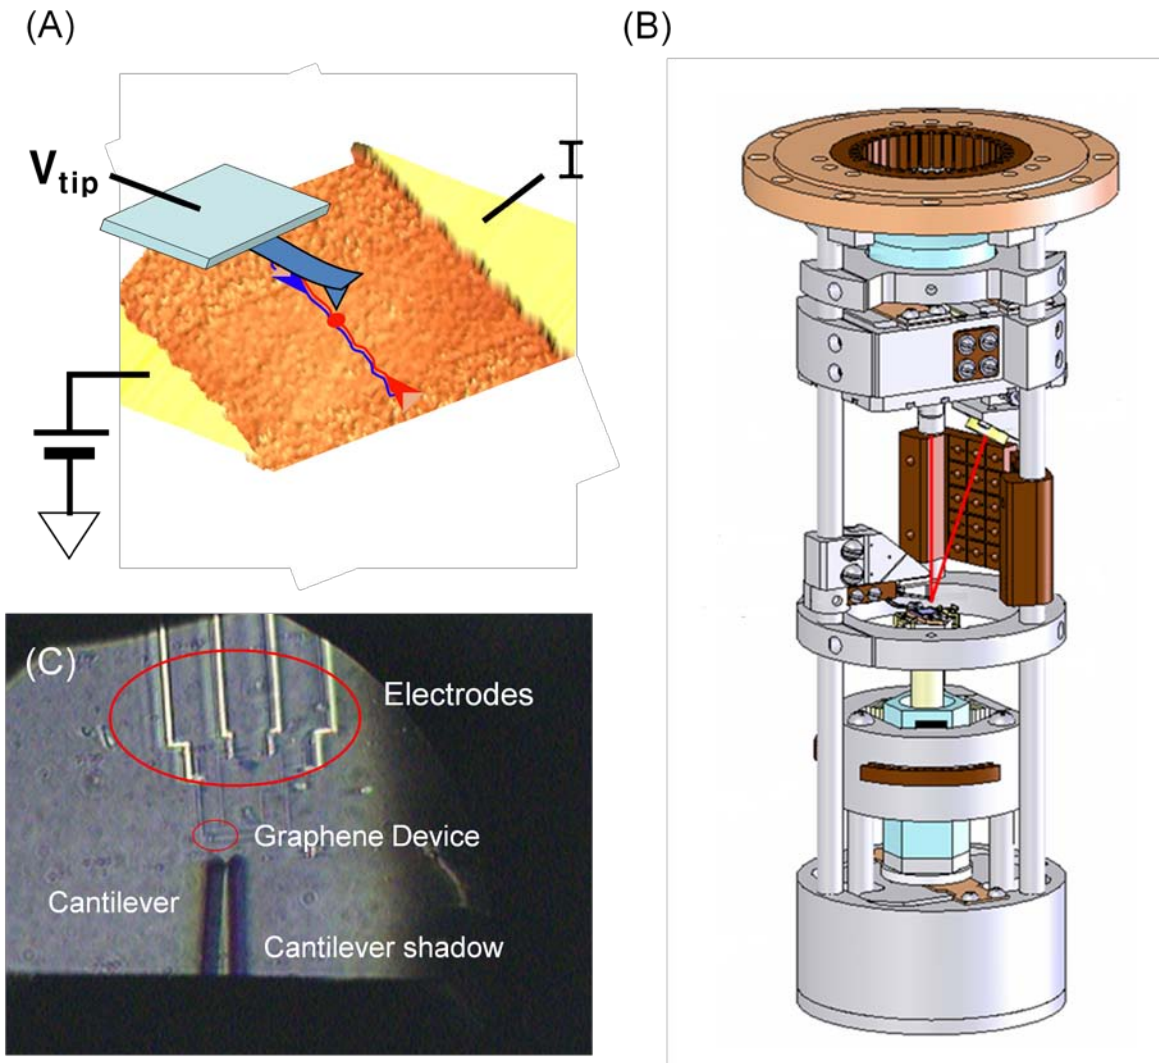 (A)
(B)
V_tip
I
(C)
Electrodes
Graphene Device
Cantilever
Cantilever shadow